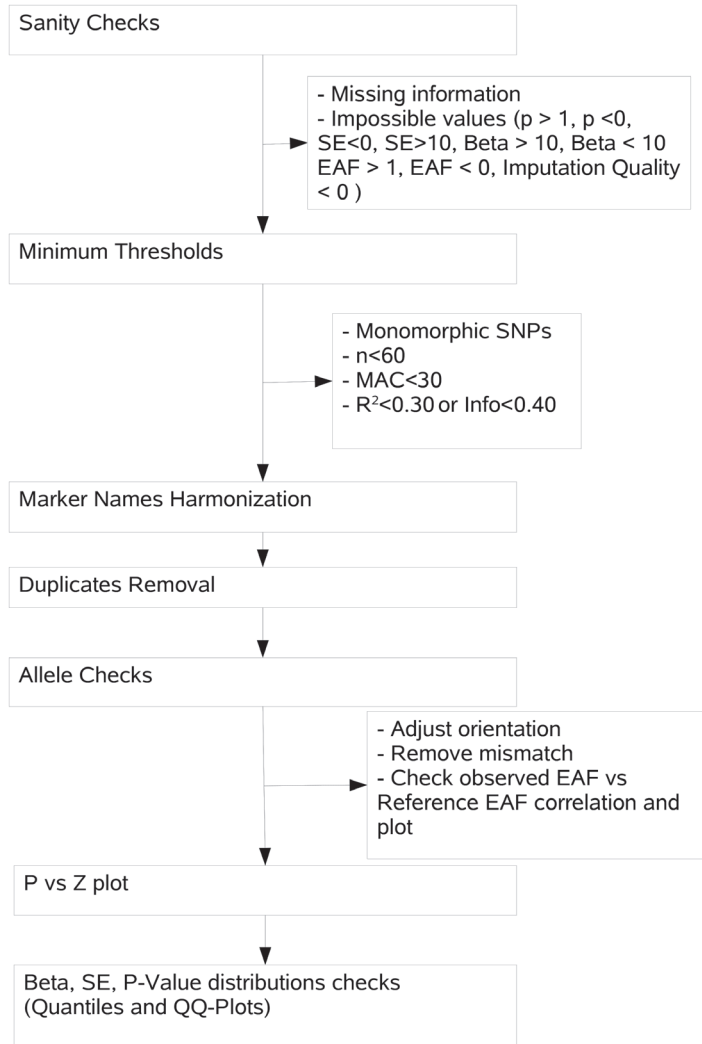 Sanity Checks
- Missing information
- Impossible values (p > 1, p <0,
SE<0, SE>10, Beta > 10, Beta < 10
EAF > 1, EAF < 0, Imputation Quality
< 0 )
Minimum Thresholds
- Monomorphic SNPs
- n<60
- MAC<30
- R²<0.30 or Info<0.40
Marker Names Harmonization
Duplicates Removal
Allele Checks
- Adjust orientation
- Remove mismatch
- Check observed EAF vs
Reference EAF correlation and
plot
P vs Z plot
Beta, SE, P-Value distributions checks
(Quantiles and QQ-Plots)